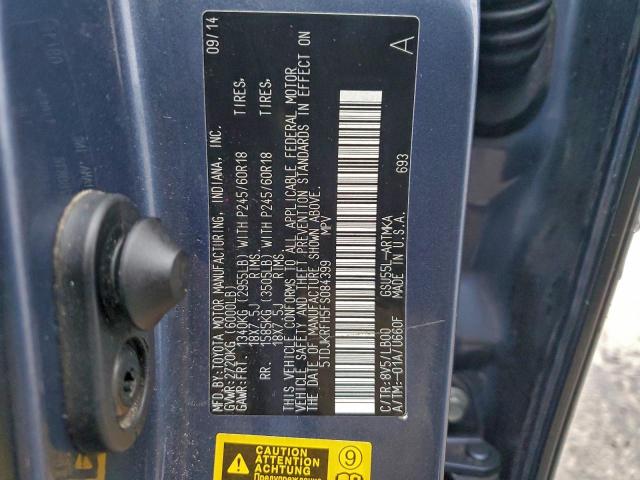 MFD.BY:TOYOTA MOTOR MANUFACTURING, INDIANA, INC. 09/14
GVWR:2720KG (6000LB)
GAWR:FRT. 1340KG (2955LB) WITH P245/60R18 TIRES,
18X7.5J RIMS
RR. 1585KG (3505LB) WITH P245/60R18 TIRES,
18X7.5J RIMS
THIS VEHICLE CONFORMS TO ALL APPLICABLE FEDERAL MOTOR
VEHICLE SAFETY AND THEFT PREVENTION STANDARDS IN EFFECT ON
THE DATE OF MANUFACTURE SHOWN ABOVE.
5TDJKRFH5FS084399 MPV
A
C/TR:8V5/LB00 GSU55L-ARTMKA
A/TM:-01A/U660F MADE IN U.S.A. 693
CAUTION
ATTENTION
ACHTUNG
Предупреждение
9